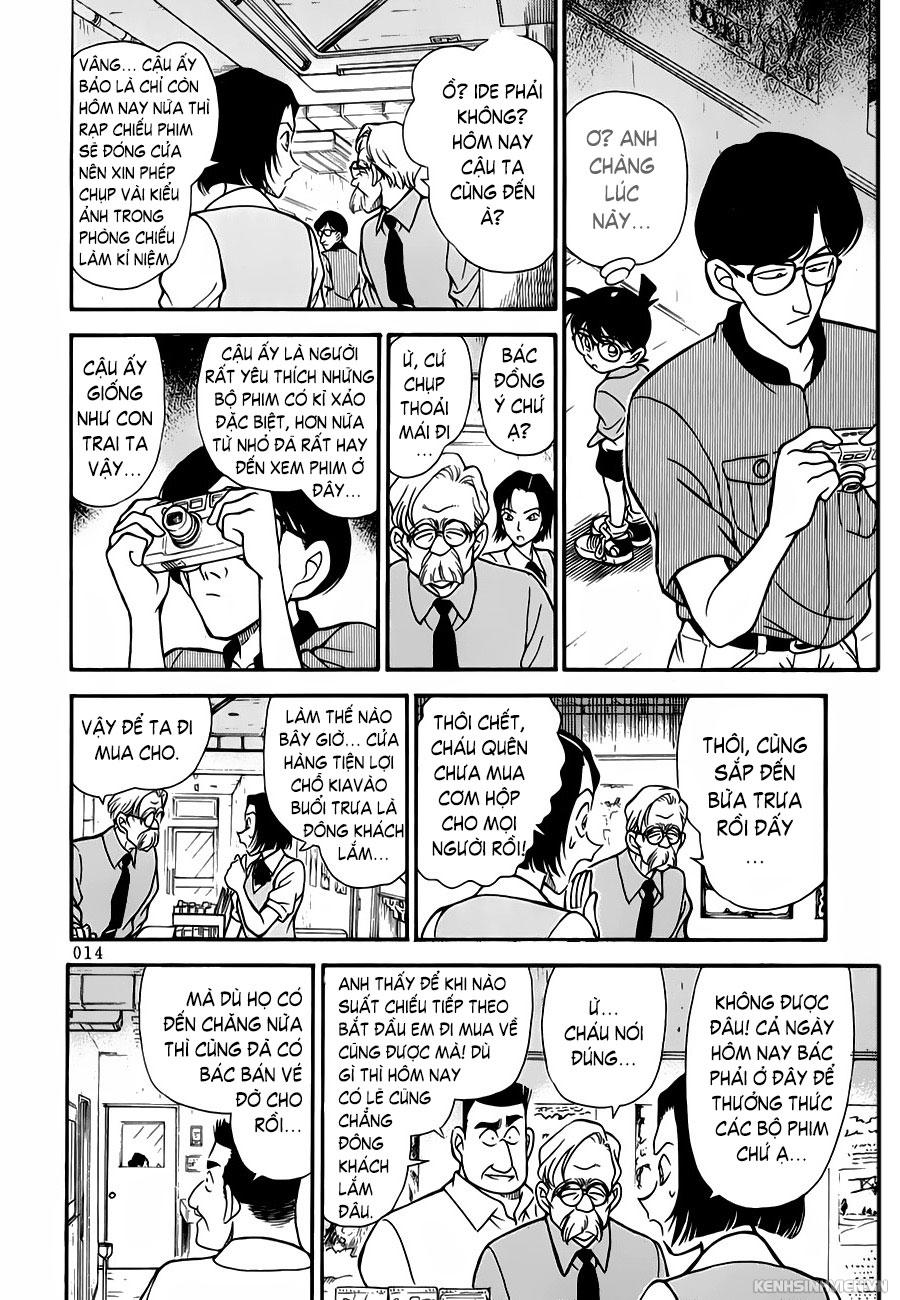 Ơ? ANH
CHÀNG
LÚC
NÀY...
Ồ? IDE PHẢI
KHÔNG?
HÔM NAY
CẬU TA
CŨNG ĐẾN
À?
VÂNG... CẬU ẤY
BẢO LÀ CHỈ CÒN
HÔM NAY NỮA THÌ
RẠP CHIẾU PHIM
SẼ ĐÓNG CỬA
NÊN XIN PHÉP
CHỤP VÀI KIỂU
ẢNH TRONG
PHÒNG CHIẾU
LÀM KỈ NIỆM.
BÁC
ĐỒNG
Ý CHỨ
Ạ?
Ừ, CỨ
CHỤP
THOẢI
MÁI ĐI
...
CẬU ẤY LÀ NGƯỜI
RẤT YÊU THÍCH NHỮNG
BỘ PHIM CÓ KĨ XẢO
ĐẶC BIỆT, HƠN NỮA
TỪ NHỎ ĐÃ RẤT HAY
ĐẾN XEM PHIM Ở
ĐÂY...
CẬU ẤY
GIỐNG
NHƯ CON
TRAI TA
VẬY...
THÔI, CŨNG
SẮP ĐẾN
BỮA TRƯA
RỒI ĐẤY
...
THÔI CHẾT,
CHÁU QUÊN
CHƯA MUA
CƠM HỘP
CHO MỌI
NGƯỜI RỒI!
LÀM THẾ NÀO
BÂY GIỜ... CỬA
HÀNG TIỆN LỢI
CHỖ KIAVÀO
BUỔI TRƯA LÀ
ĐÔNG KHÁCH
LẮM...
VẬY ĐỂ TA ĐI
MUA CHO.
014
KHÔNG ĐƯỢC
ĐÂU! CẢ NGÀY
HÔM NAY BÁC
PHẢI Ở ĐÂY ĐỂ
THƯỞNG THỨC
CÁC BỘ PHIM
CHỨ Ạ...
Ừ
CHÁU NÓI
ĐÚNG...
ANH THẤY ĐỂ KHI NÀO
SUẤT CHIẾU TIẾP THEO
BẮT ĐẦU EM ĐI MUA VỀ
CŨNG ĐƯỢC MÀ! DÙ
GÌ THÌ HÔM NAY
CÓ LẼ CŨNG
CHẲNG
ĐÔNG
KHÁCH
LẮM
ĐÂU.
MÀ DÙ HỌ CÓ
ĐẾN CHĂNG NỮA
THÌ CŨNG ĐÃ CÓ
BÁC BÁN VÉ
ĐỠ CHO RỒI...
KENHSINHVIEN.VN